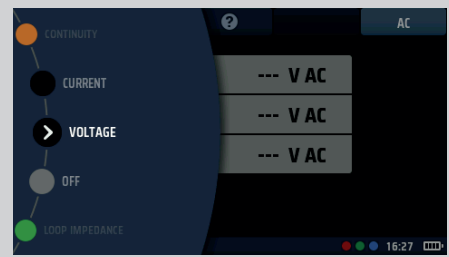 CONTINUITY
CURRENT
VOLTAGE
OFF
LOOP IMPEDANCE
?
AC
--- V AC
--- V AC
--- V AC
16:27